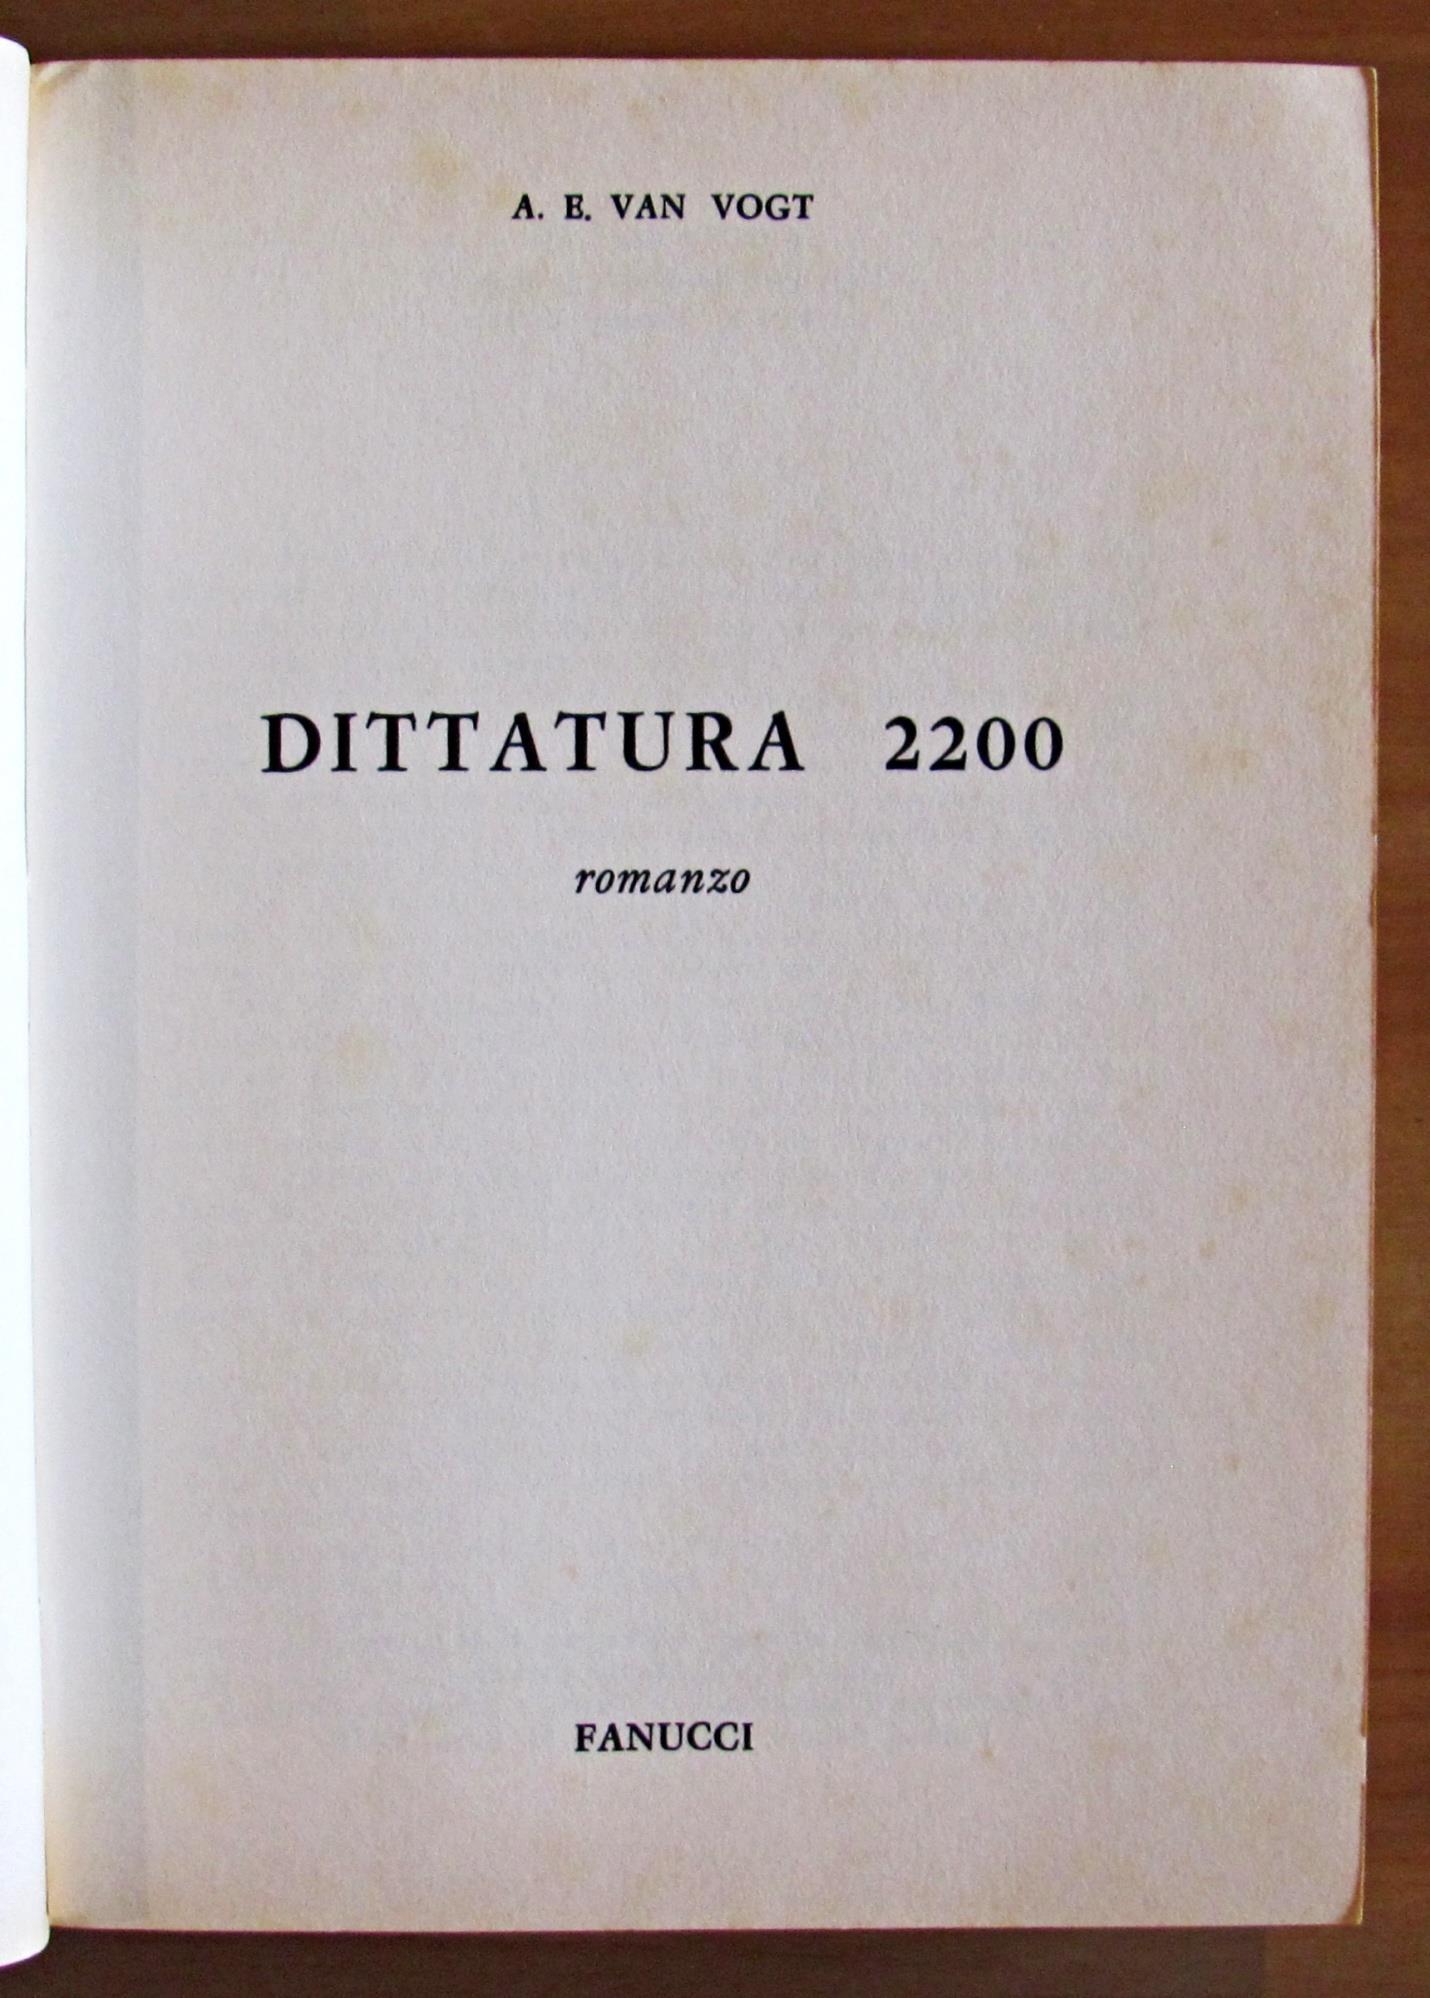 A. E. VAN VOGT
DITTATURA 2200
romanzo
FANUCCI